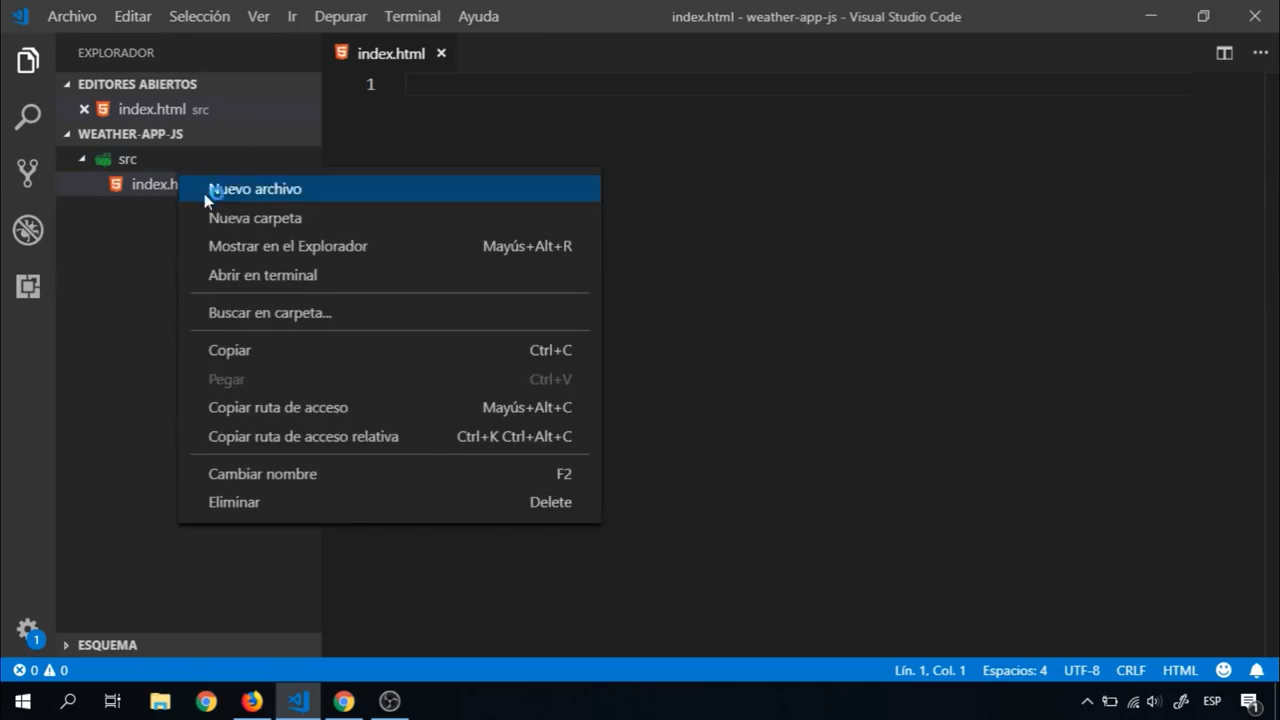 Archivo Editar Selección Ver Ir Depurar Terminal Ayuda index.html - weather-app-js - Visual Studio Code
EXPLORADOR
index.html
EDITORES ABIERTOS
index.html src
WEATHER-APP-JS
src
index.h
1
Nuevo archivo
Nueva carpeta
Mostrar en el Explorador Mayús+Alt+R
Abrir en terminal
Buscar en carpeta...
Copiar Ctrl+C
Pegar Ctrl+V
Copiar ruta de acceso Mayús+Alt+C
Copiar ruta de acceso relativa Ctrl+K Ctrl+Alt+C
Cambiar nombre F2
Eliminar Delete
1
ESQUEMA
0 0 Lín. 1, Col. 1 Espacios: 4 UTF-8 CRLF HTML
ESP 1